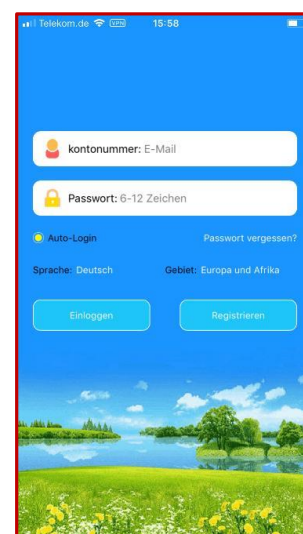 Telekom.de VPN 15:58
kontonummer: E-Mail
Passwort: 6-12 Zeichen
Auto-Login Passwort vergessen?
Sprache: Deutsch Gebiet: Europa und Afrika
Einloggen Registrieren